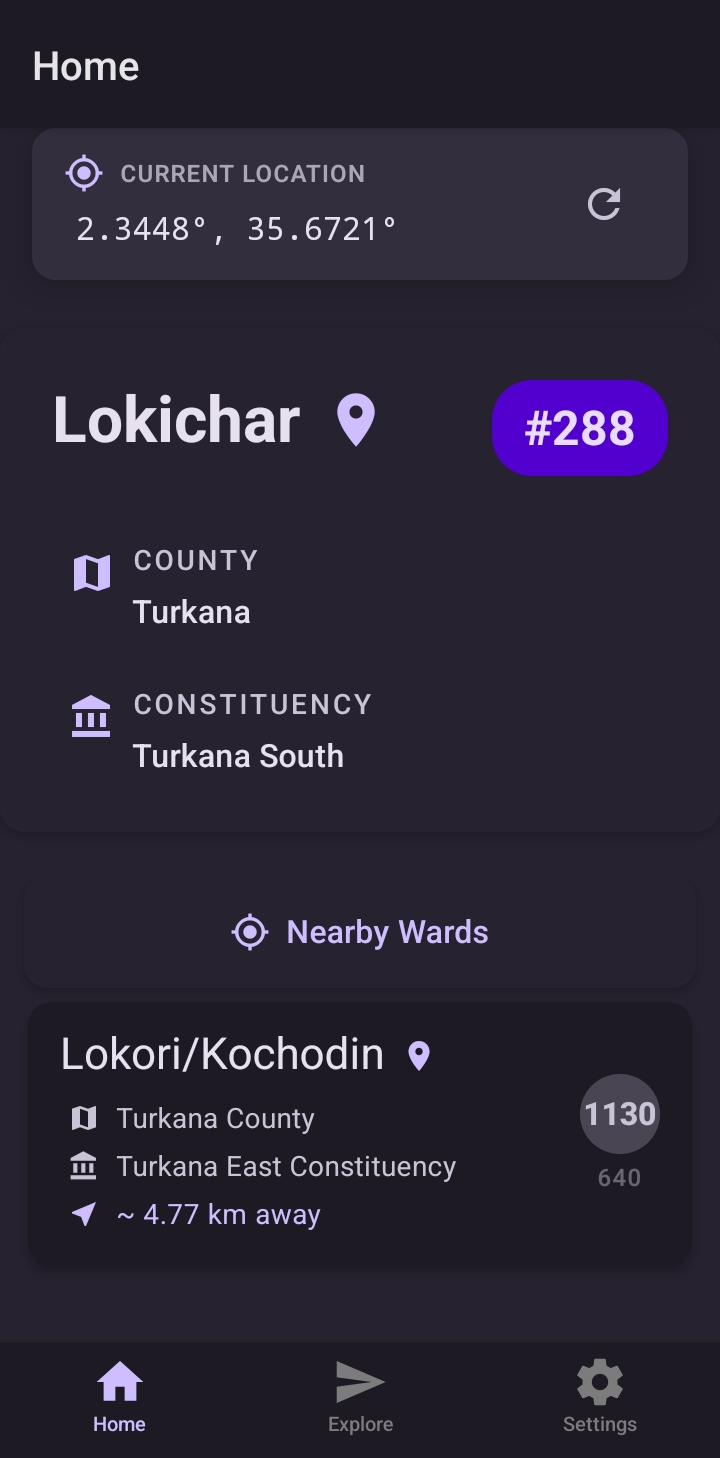 Home
CURRENT LOCATION
2.3448°, 35.6721°
Lokichar
#288
COUNTY
Turkana
CONSTITUENCY
Turkana South
Nearby Wards
Lokori/Kochodin
Turkana County
1130
Turkana East Constituency
640
~ 4.77 km away
Home
Explore
Settings